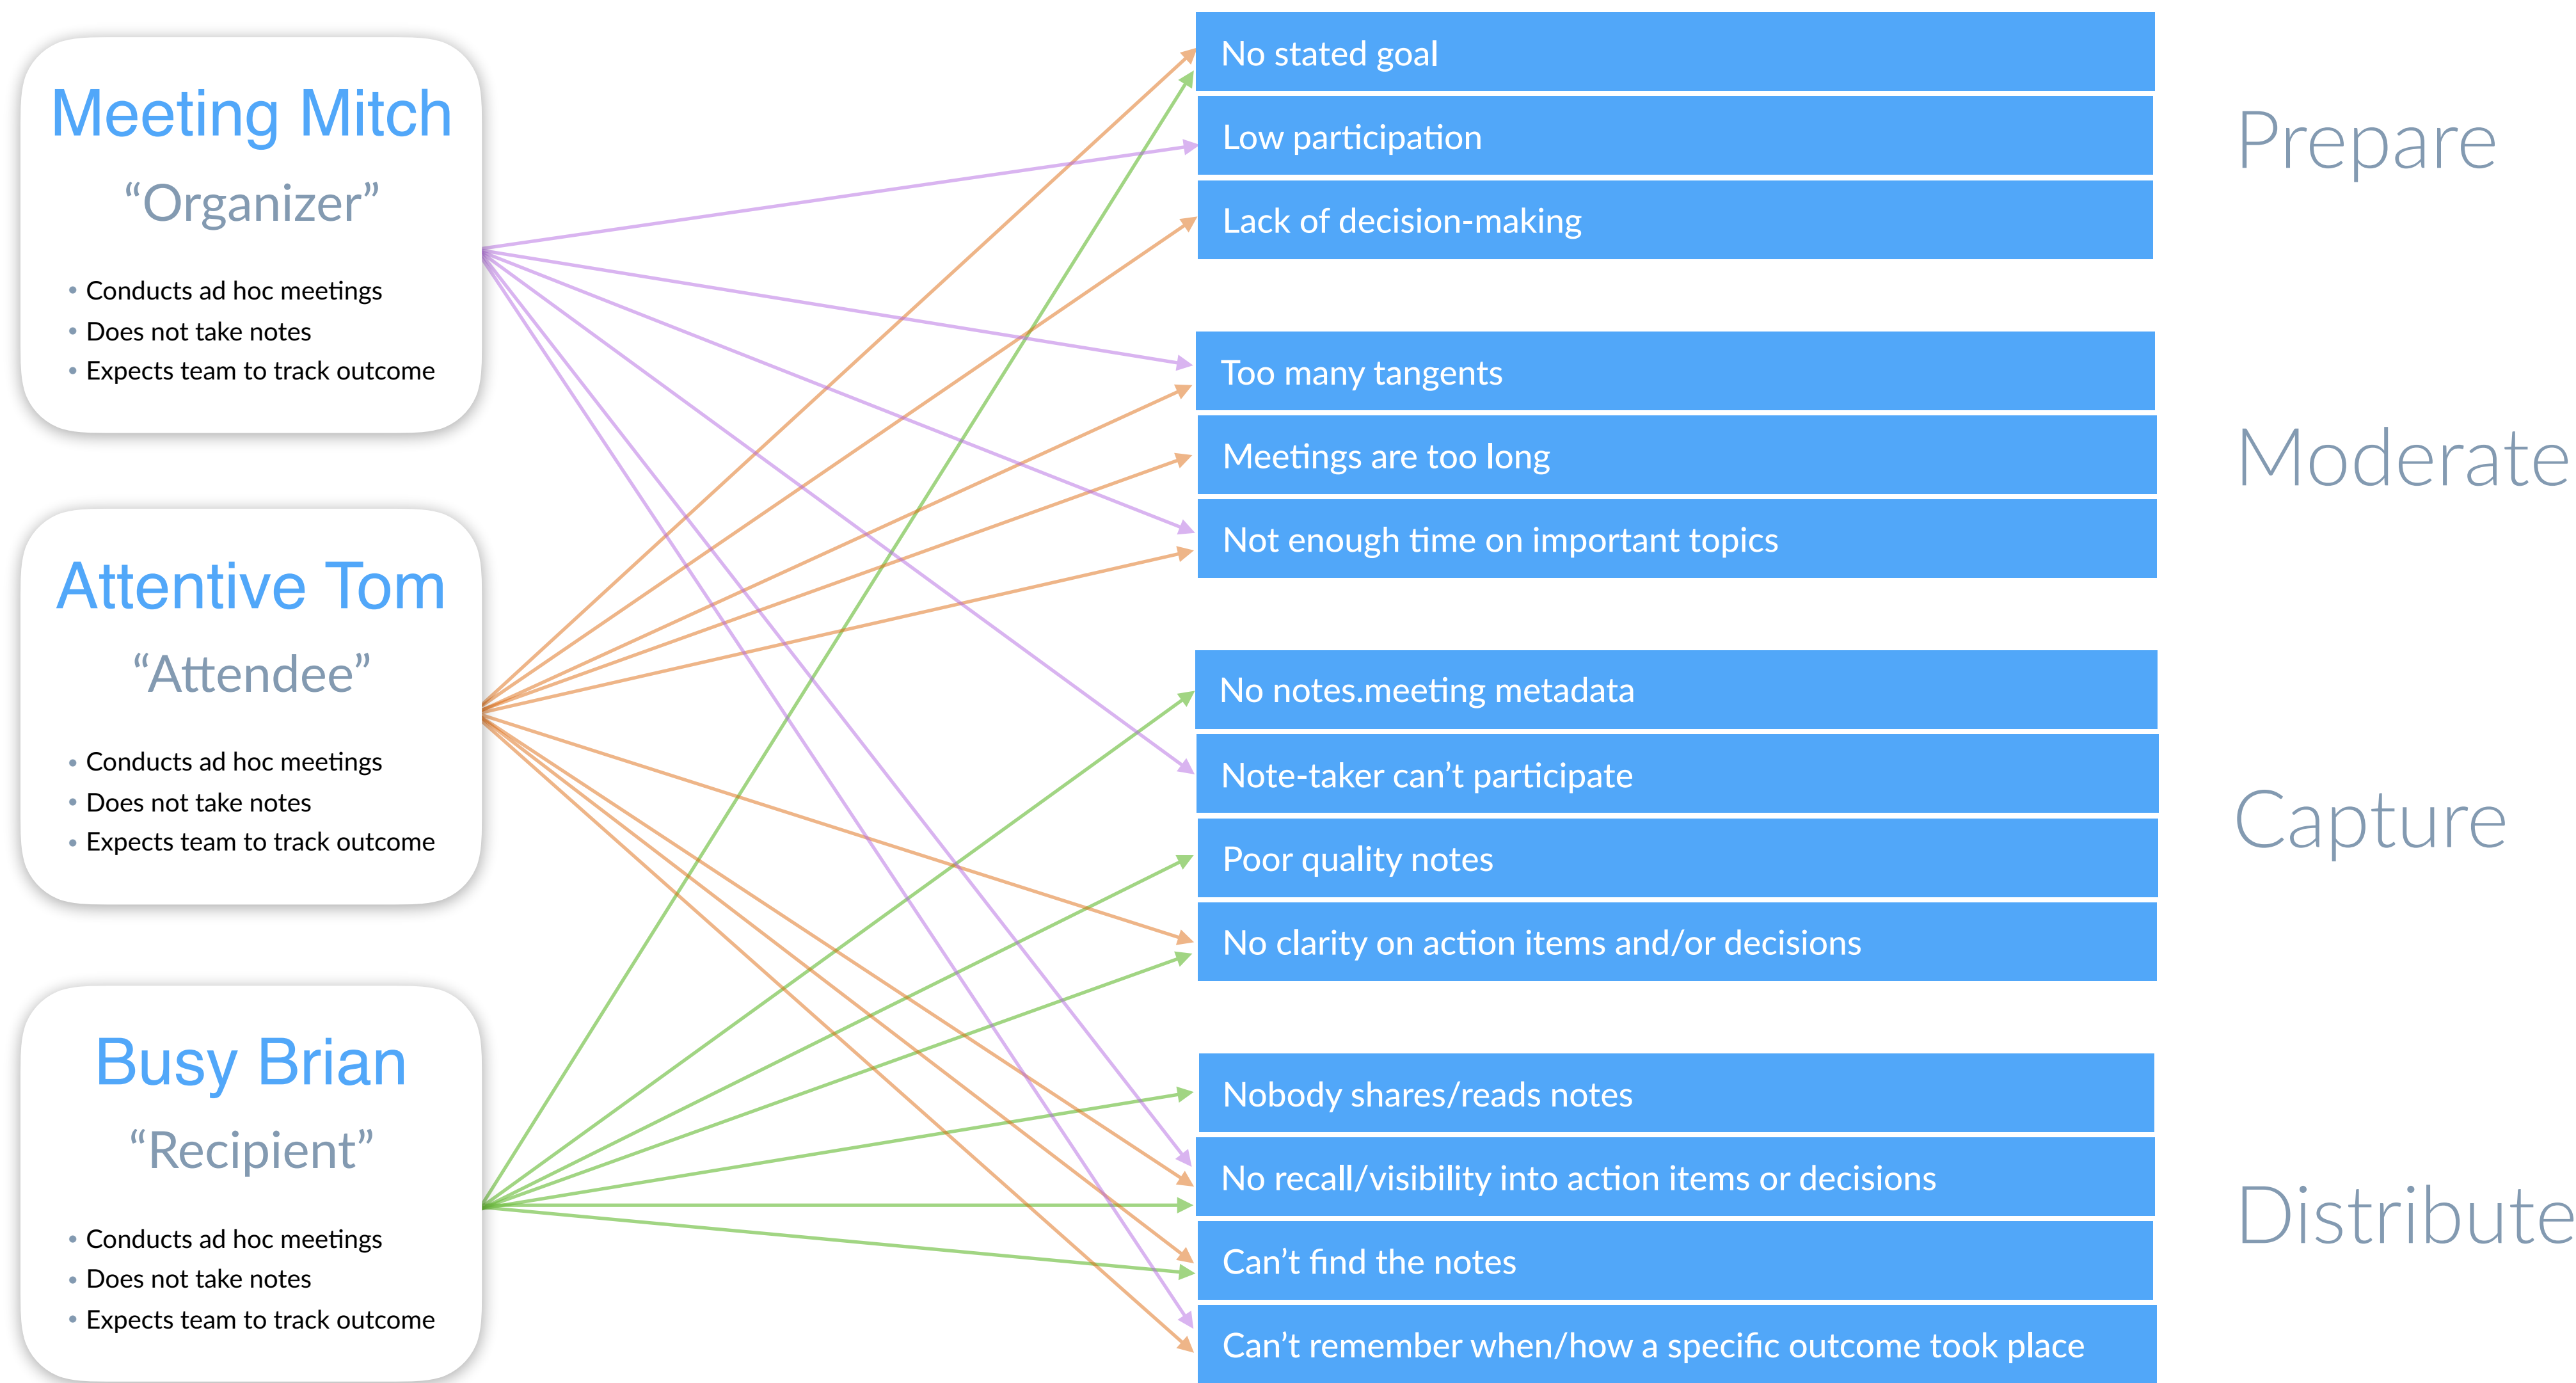 Meeting Mitch
“Organizer”
• Conducts ad hoc meetings
• Does not take notes
• Expects team to track outcome
Attentive Tom
“Attendee”
• Conducts ad hoc meetings
• Does not take notes
• Expects team to track outcome
Busy Brian
“Recipient”
• Conducts ad hoc meetings
• Does not take notes
• Expects team to track outcome
No stated goal
Low participation
Lack of decision-making
Prepare
Too many tangents
Meetings are too long
Not enough time on important topics
Moderate
No notes.meeting metadata
Note-taker can’t participate
Poor quality notes
No clarity on action items and/or decisions
Capture
Nobody shares/reads notes
No recall/visibility into action items or decisions
Can’t find the notes
Can’t remember when/how a specific outcome took place
Distribute